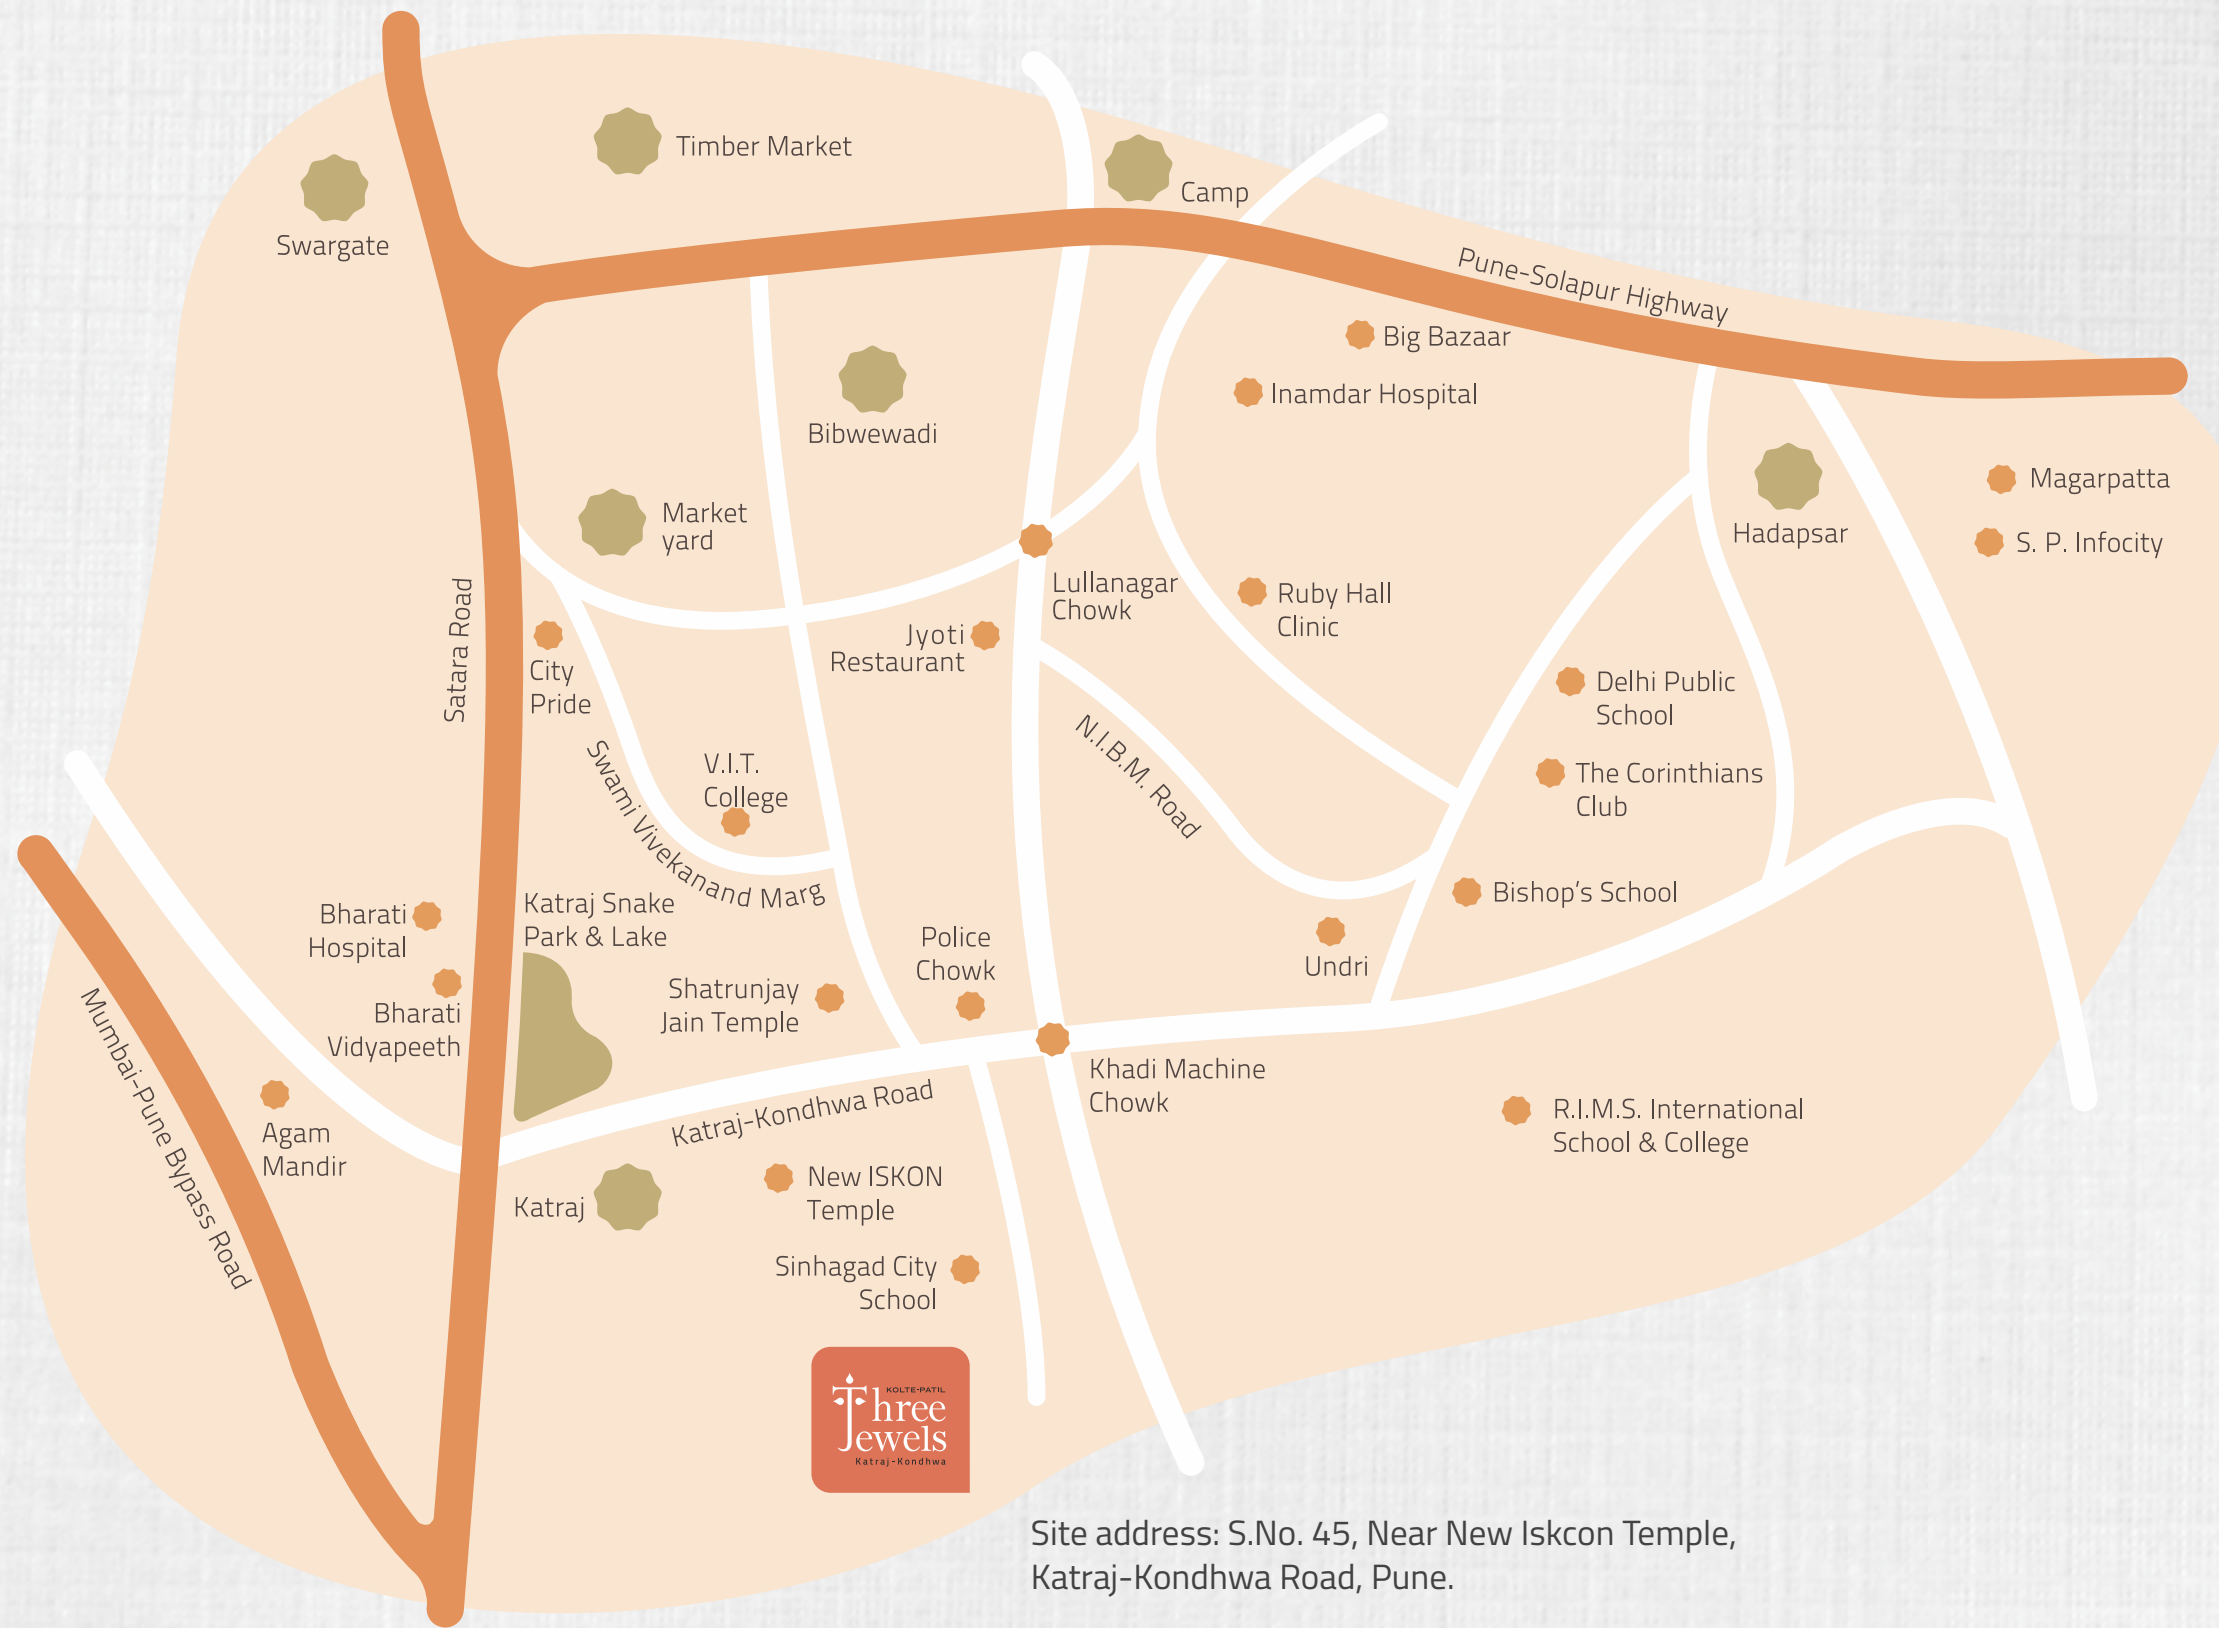 Timber Market
Camp
Swargate
Pune-Solapur Highway
Big Bazaar
Inamdar Hospital
Bibwewadi
Magarpatta
Market
yard
Hadapsar
S. P. Infocity
Lullanagar
Chowk
Ruby Hall
Clinic
Satara Road
Jyoti
Restaurant
City
Pride
Delhi Public
School
N.I.B.M. Road
Swami Vivekanand Marg
V.I.T.
College
The Corinthians
Club
Bishop's School
Katraj Snake
Park & Lake
Bharati
Hospital
Police
Chowk
Undri
Shatrunjay
Jain Temple
Bharati
Vidyapeeth
Mumbai-Pune Bypass Road
Khadi Machine
Chowk
Katraj-Kondhwa Road
R.I.M.S. International
School & College
Agam
Mandir
New ISKON
Temple
Katraj
Sinhagad City
School
KOLTE-PATIL
Three
Jewels
Katraj-Kondhwa
Site address: S.No. 45, Near New Iskcon Temple,
Katraj-Kondhwa Road, Pune.